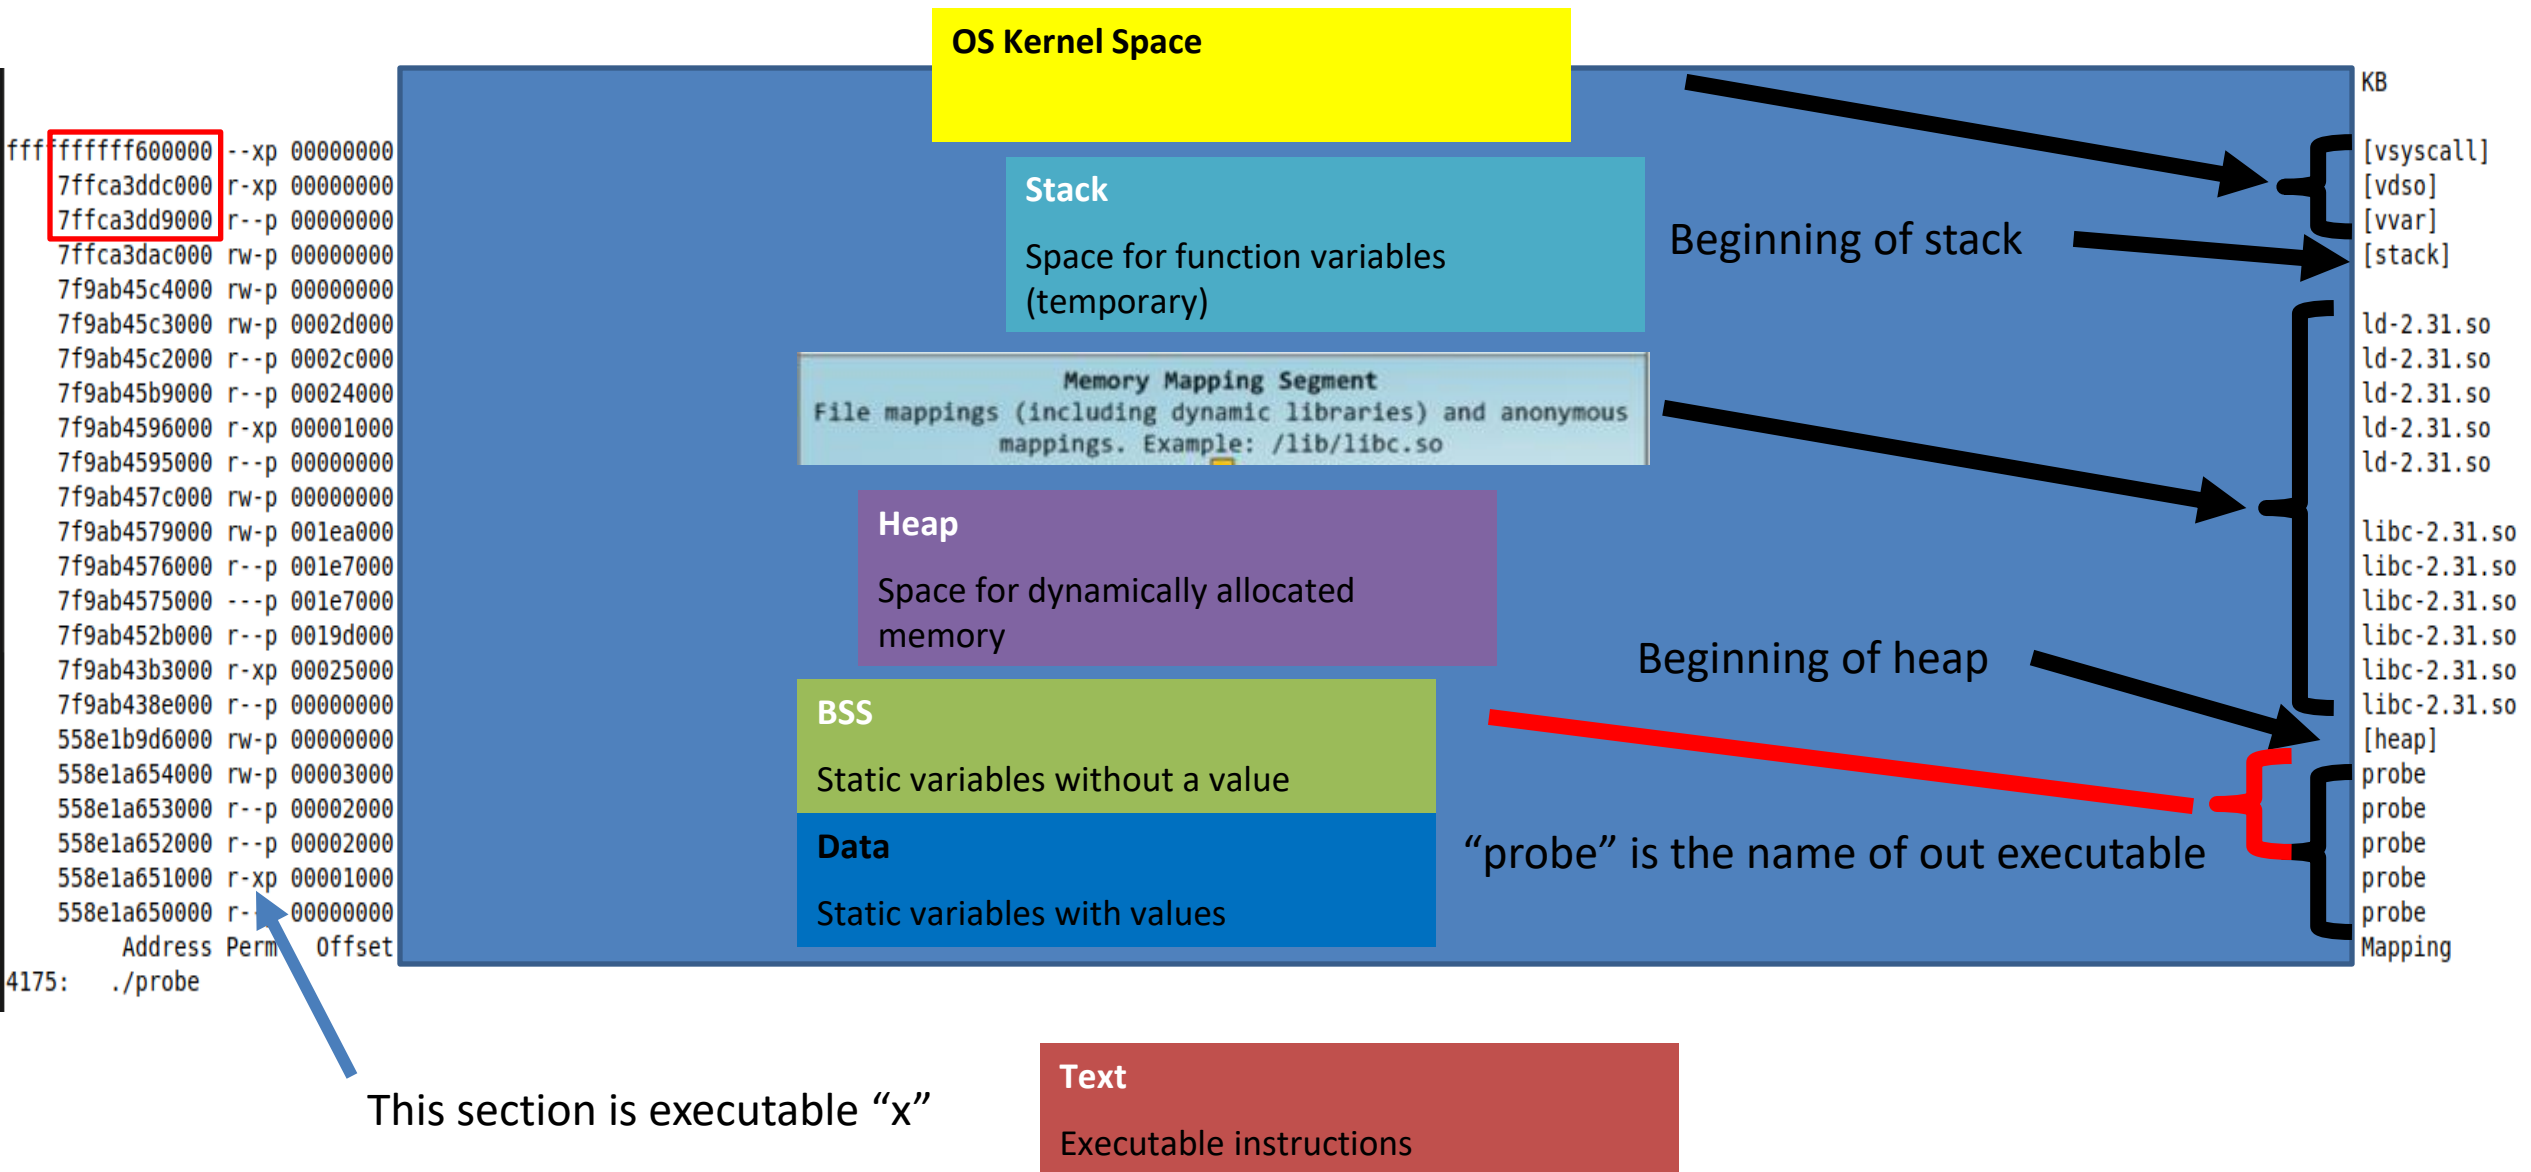 OS Kernel Space
KB
ffffffffff600000 --xp 00000000 [vsyscall]
7ffca3ddc000 r-xp 00000000 [vdso]
7ffca3dd9000 r--p 00000000 [vvar]
7ffca3dac000 rw-p 00000000 [stack]
7f9ab45c4000 rw-p 00000000
7f9ab45c3000 rw-p 0002d000 ld-2.31.so
7f9ab45c2000 r--p 0002c000 ld-2.31.so
7f9ab45b9000 r--p 00024000 ld-2.31.so
7f9ab4596000 r-xp 00001000 ld-2.31.so
7f9ab4595000 r--p 00000000 ld-2.31.so
7f9ab457c000 rw-p 00000000
7f9ab4579000 rw-p 001ea000 libc-2.31.so
7f9ab4576000 r--p 001e7000 libc-2.31.so
7f9ab4575000 ---p 001e7000 libc-2.31.so
7f9ab452b000 r--p 0019d000 libc-2.31.so
7f9ab43b3000 r-xp 00025000 libc-2.31.so
7f9ab438e000 r--p 00000000 libc-2.31.so
558e1b9d6000 rw-p 00000000 [heap]
558e1a654000 rw-p 00003000 probe
558e1a653000 r--p 00002000 probe
558e1a652000 r--p 00002000 probe
558e1a651000 r-xp 00001000 probe
558e1a650000 r-- 00000000 probe
Address Perm Offset Mapping
4175: ./probe
Stack
Space for function variables
(temporary)
Beginning of stack
Memory Mapping Segment
File mappings (including dynamic libraries) and anonymous
mappings. Example: /lib/libc.so
Heap
Space for dynamically allocated
memory
Beginning of heap
BSS
Static variables without a value
Data
Static variables with values
“probe” is the name of out executable
This section is executable “x”
Text
Executable instructions